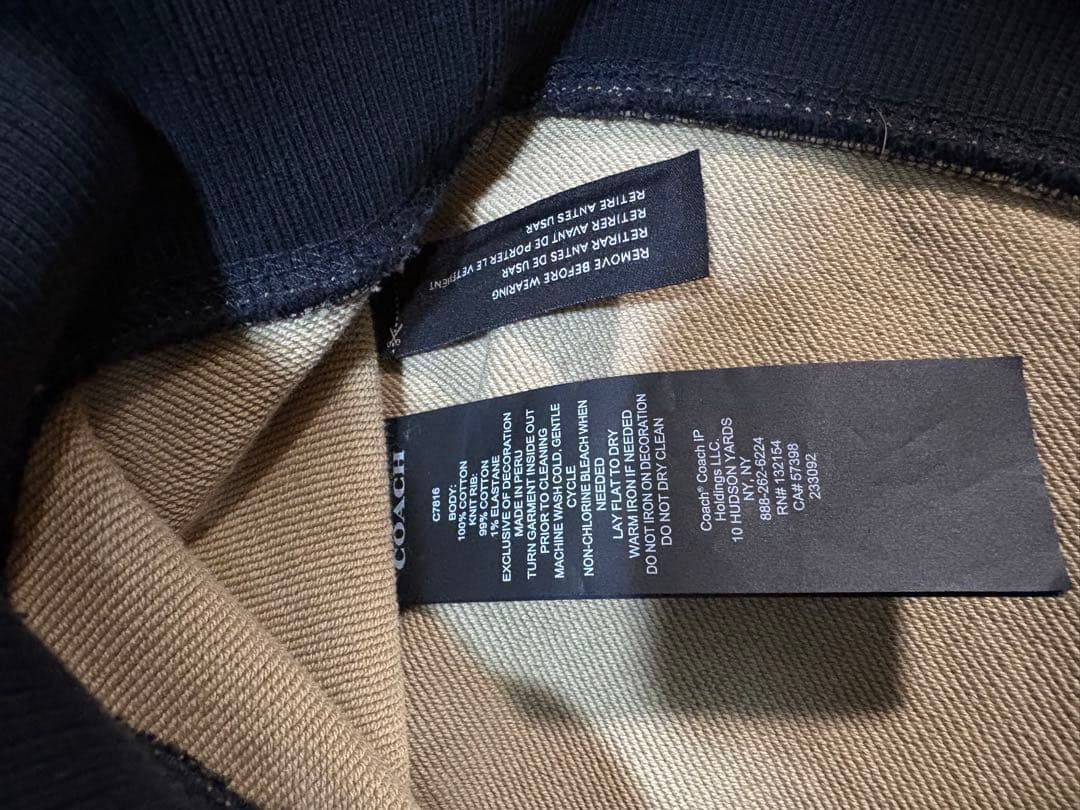 RETIRE ANTES USAR
RETIRER AVANT DE PORTER LE VETEMENT
RETIRAR ANTES DE USAR
REMOVE BEFORE WEARING
COACH
C7816
BODY:
100% COTTON
KNIT RIB:
99% COTTON
1% ELASTANE
EXCLUSIVE OF DECORATION
MADE IN PERU
TURN GARMENT INSIDE OUT
PRIOR TO CLEANING
MACHINE WASH COLD, GENTLE
CYCLE
NON-CHLORINE BLEACH WHEN
NEEDED
LAY FLAT TO DRY
WARM IRON IF NEEDED
DO NOT IRON ON DECORATION
DO NOT DRY CLEAN
Coach® Coach IP
Holdings LLC.
10 HUDSON YARDS
NY, NY
888-262-6224
RN# 132154
CA# 57398
233092